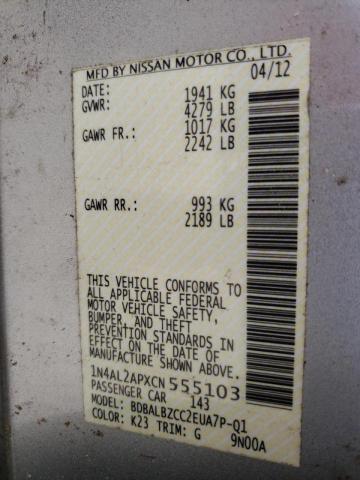 MFD BY NISSAN MOTOR CO., LTD.
DATE: 04/12
GVWR: 1941 KG
4279 LB
GAWR FR.: 1017 KG
2242 LB
GAWR RR.: 993 KG
2189 LB
THIS VEHICLE CONFORMS TO
ALL APPLICABLE FEDERAL
MOTOR VEHICLE SAFETY,
BUMPER, AND THEFT
PREVENTION STANDARDS IN
EFFECT ON THE DATE OF
MANUFACTURE SHOWN ABOVE.
1N4AL2APXCN 555103
PASSENGER CAR 143
MODEL: BDBALBZCC2EUA7P-Q1
COLOR: K23 TRIM: G 9N00A